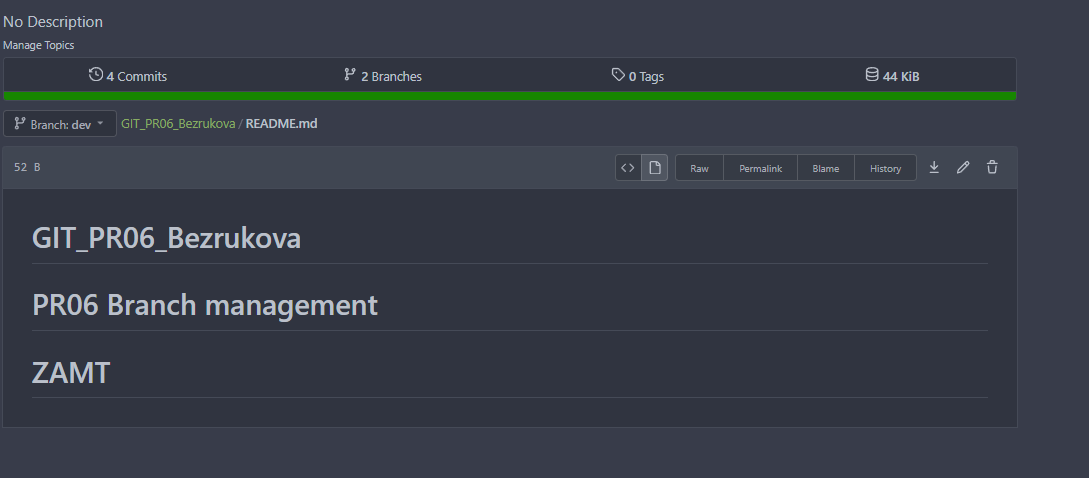 No Description
Manage Topics
4 Commits 2 Branches 0 Tags 44 KiB
Branch: dev GIT_PR06_Bezrukova / README.md
52 B <> Raw Permalink Blame History
GIT_PR06_Bezrukova
PR06 Branch management
ZAMT